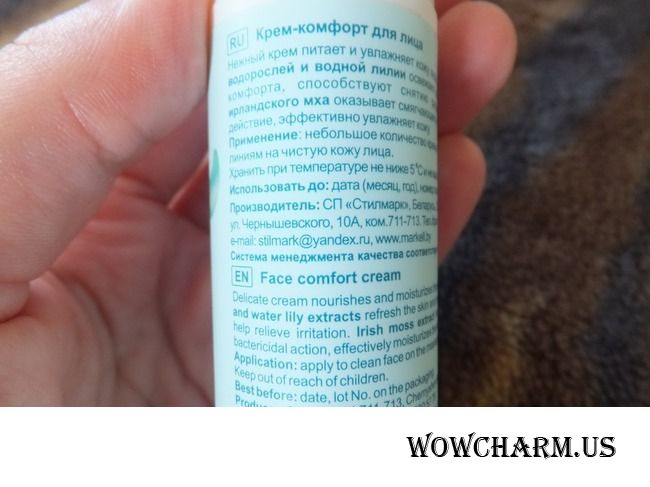 RU Крем-комфорт для лица
Нежный крем питает и увлажняет кожу
водорослей и водной лилии
комфорта, способствуют снятию
ирландского мха оказывает смягчающее
действие, эффективно увлажняет кожу.
Применение: небольшое количество
линиям на чистую кожу лица.
Хранить при температуре не ниже 5°С и не
Использовать до: дата (месяц, год),
Производитель: СП «Стилмарк», Беларусь,
ул. Чернышевского, 10А, ком.711-713.
e-mail: stilmark@yandex.ru, www.markell.by
Система менеджмента качества
EN Face comfort cream
Delicate cream nourishes and moisturizes
and water lily extracts refresh the skin and
help relieve irritation. Irish moss extract
bactericidal action, effectively moisturizes
Application: apply to clean face on the
Keep out of reach of children.
Best before: date, lot No. on the packaging.
711-713,
WOWCHARM.US